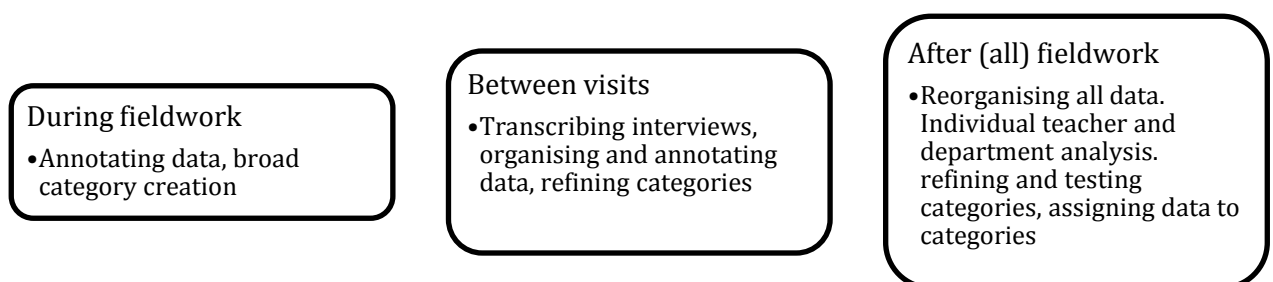 During fieldwork
•Annotating data, broad
category creation
Between visits
•Transcribing interviews,
organising and annotating
data, refining categories
After (all) fieldwork
•Reorganising all data.
Individual teacher and
department analysis.
refining and testing
categories, assigning data to
categories